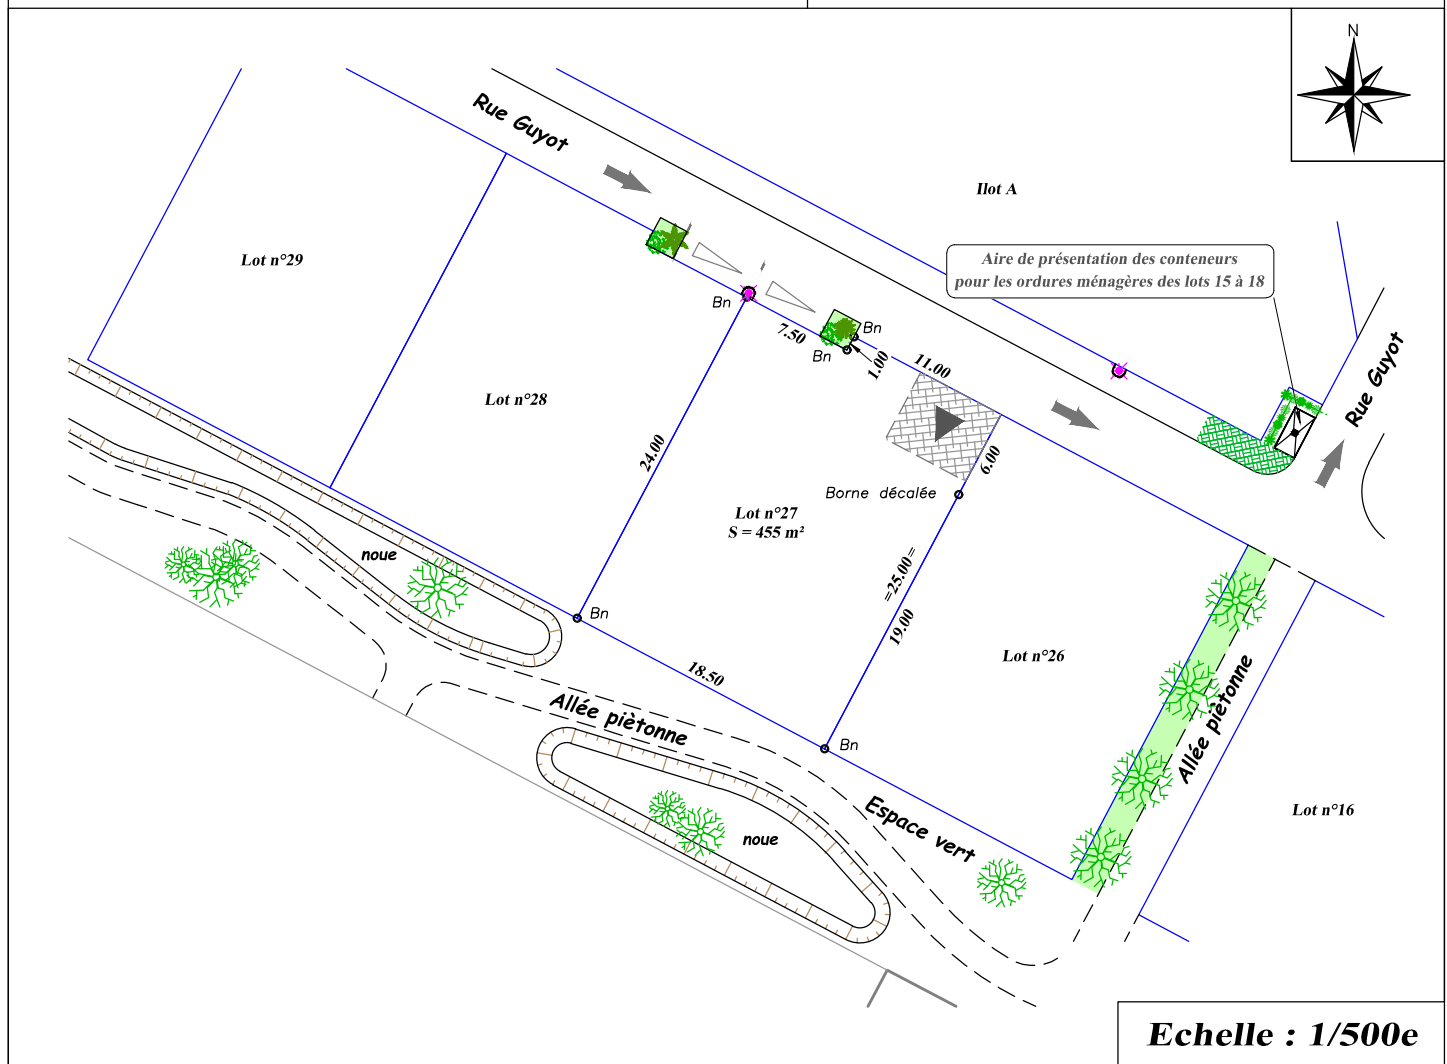 N
Rue Guyot
Ilot A
Lot n°29
Aire de présentation des conteneurs
pour les ordures ménagères des lots 15 à 18
Bn
7.50
Bn
Bn
1.00
11.00
Rue Guyot
Lot n°28
24.00
6.00
Borne décalée
Lot n°27
S = 455 m²
noue
=25.00=
19.00
Bn
Lot n°26
18.50
Allée piètonne
Allée piètonne
Bn
Espace vert
noue
Lot n°16
Echelle : 1/500e